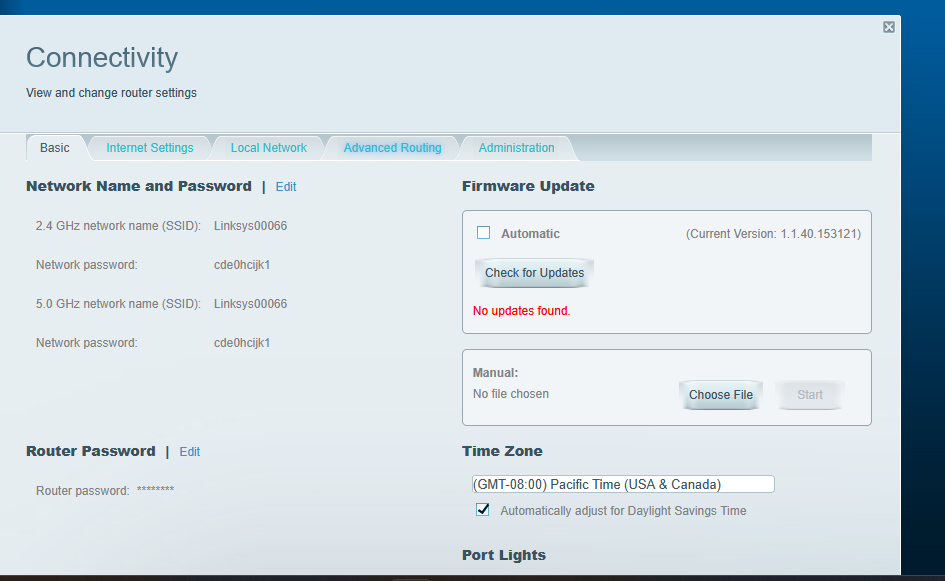 Connectivity
View and change router settings
Basic
Internet Settings
Local Network
Advanced Routing
Administration
Network Name and Password | Edit
2.4 GHz network name (SSID): Linksys00066
Network password: cde0hcijk1
5.0 GHz network name (SSID): Linksys00066
Network password: cde0hcijk1
Router Password | Edit
Router password: ********
Firmware Update
Automatic
(Current Version: 1.1.40.153121)
Check for Updates
No updates found.
Manual:
No file chosen
Choose File
Start
Time Zone
(GMT-08:00) Pacific Time (USA & Canada)
Automatically adjust for Daylight Savings Time
Port Lights